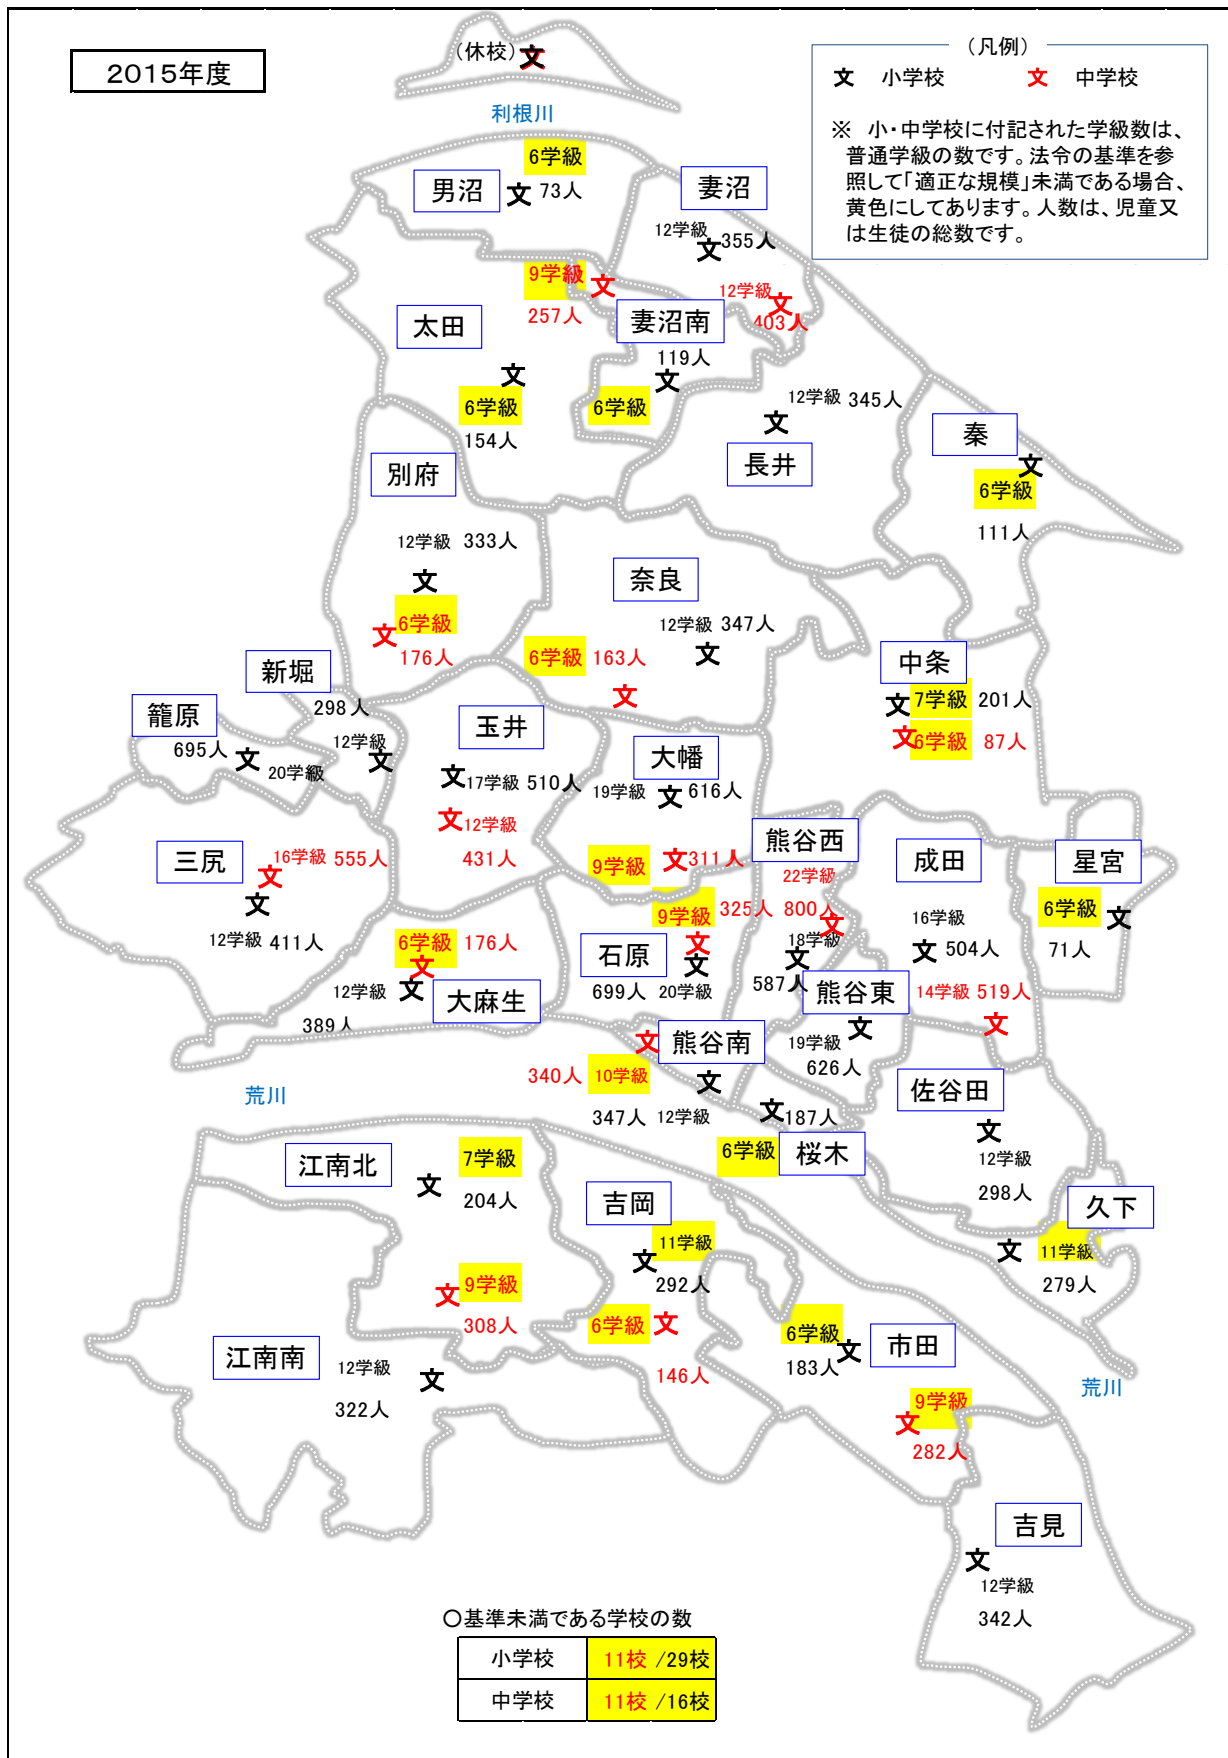 2015年度
(休校)
文
利根川
(凡例)
文 小学校 文 中学校
※ 小・中学校に付記された学級数は、
普通学級の数です。法令の基準を参
照して「適正な規模」未満である場合、
黄色にしてあります。人数は、児童又
は生徒の総数です。
男沼
6学級
文 73人
妻沼
12学級
文 355人
9学級
文
257人
12学級
文
403人
太田
文
6学級
154人
妻沼南
119人
文
6学級
12学級 345人
文
長井
秦
文
6学級
111人
別府
12学級 333人
文
6学級
文
176人
奈良
12学級 347人
文
6学級 163人
文
中条
文 7学級 201人
文 6学級 87人
新堀
298人
12学級
文
籠原
695人
文
20学級
玉井
文 17学級 510人
文 12学級
431人
大幡
19学級 文 616人
9学級 文 311人
三尻
16学級 555人
文
文
12学級 411人
熊谷西
22学級
800人
文
18学級
文
587人
成田
16学級
文 504人
14学級 519人
文
星宮
6学級
文
71人
6学級 176人
文
12学級 文
389人
大麻生
石原
9学級 325人
文
文
699人 20学級
熊谷東
文
19学級
626人
熊谷南
文
340人 10学級
文
347人 12学級
佐谷田
文
12学級
298人
文 187人
6学級
桜木
荒川
江南北
7学級
文
204人
吉岡
11学級
文
292人
6学級 文
146人
久下
文 11学級
279人
9学級
文
308人
江南南
12学級
文
322人
6学級
文
183人
市田
9学級
文
282人
荒川
吉見
文
12学級
342人
○基準未満である学校の数
小学校 11校 /29校
中学校 11校 /16校